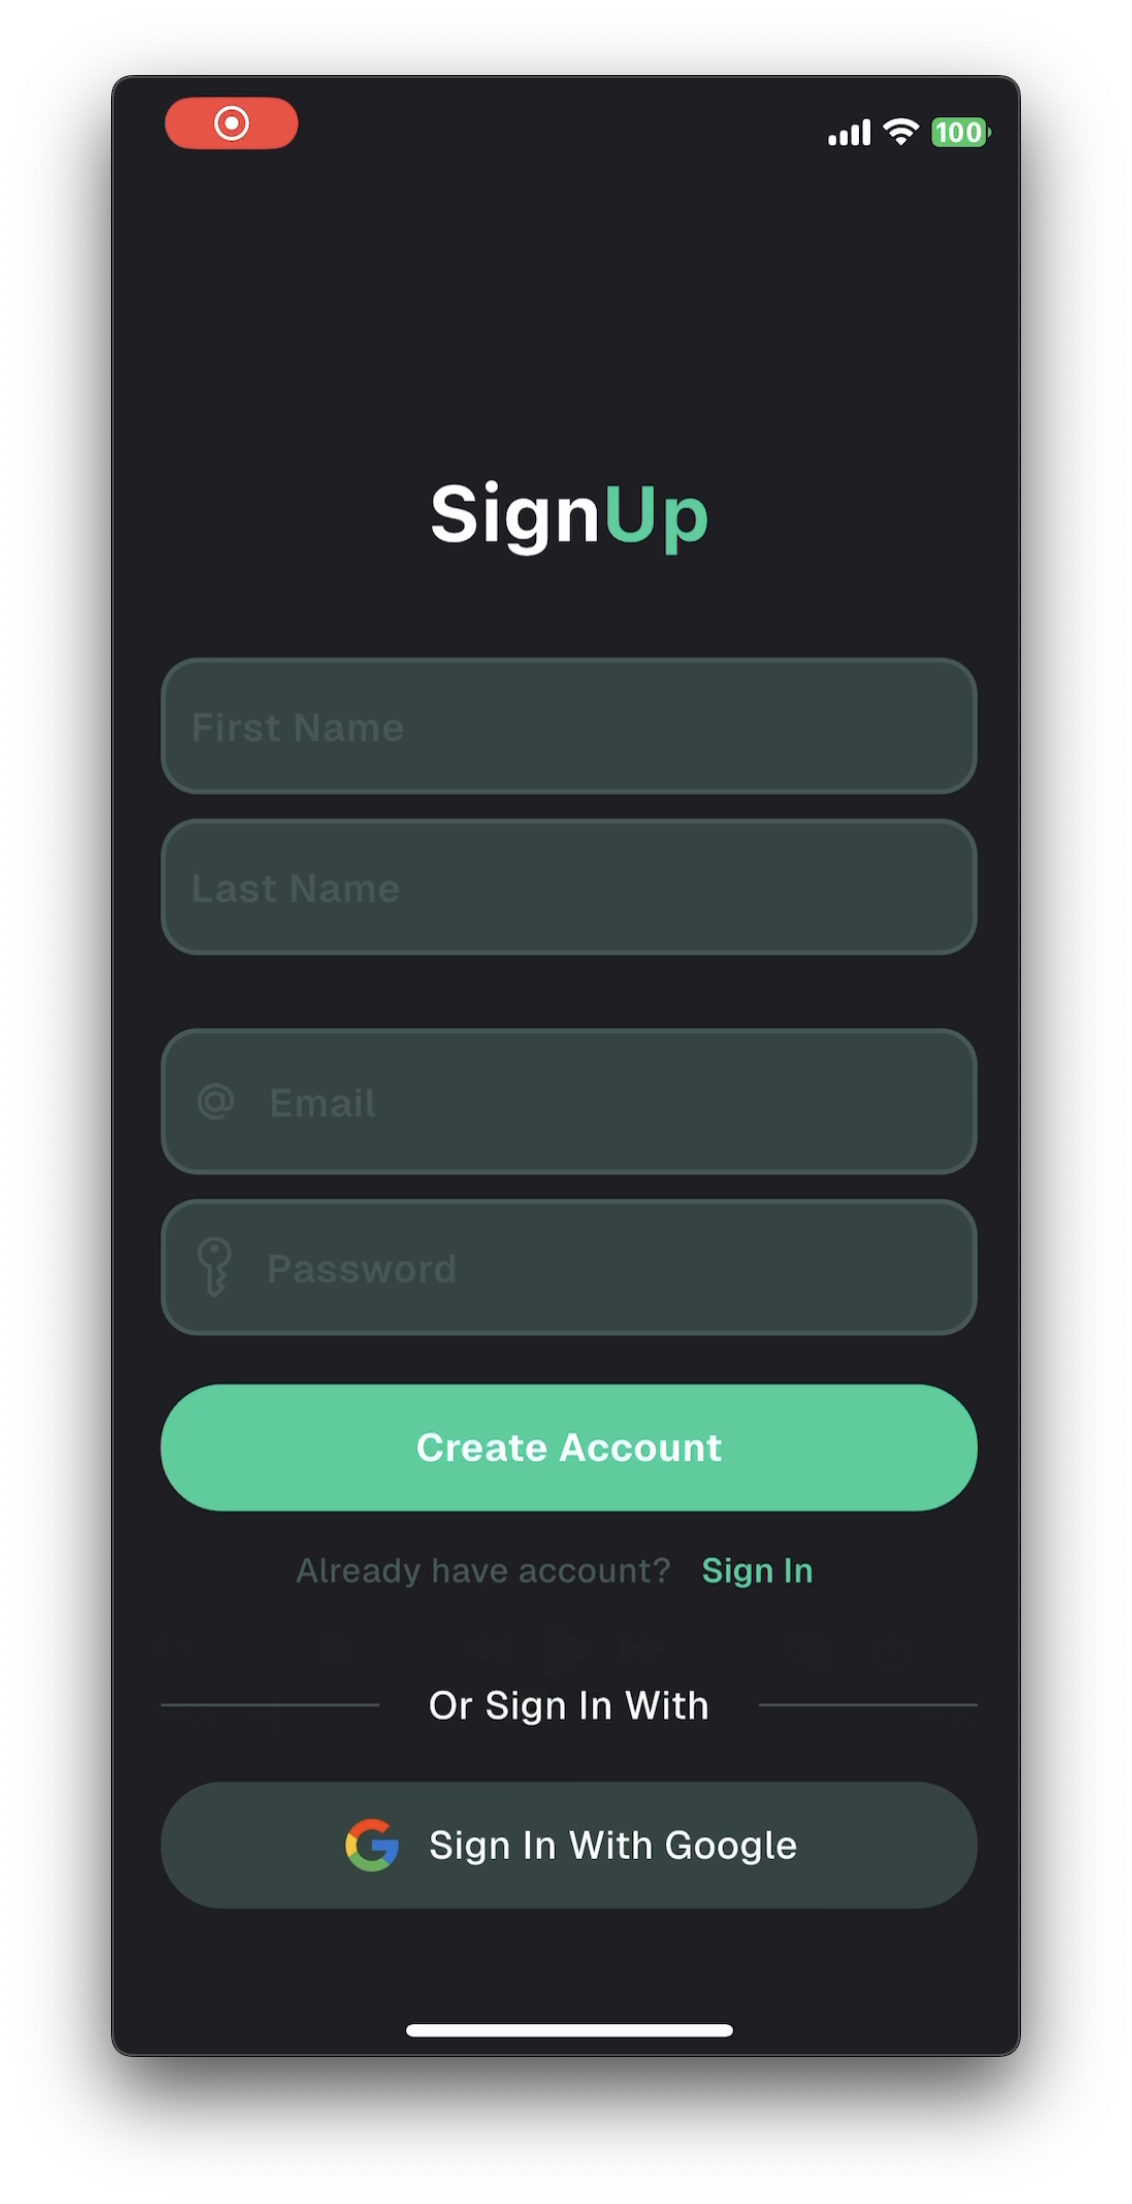 100
SignUp
First Name
Last Name
@ Email
Password
Create Account
Already have account? Sign In
Or Sign In With
Sign In With Google